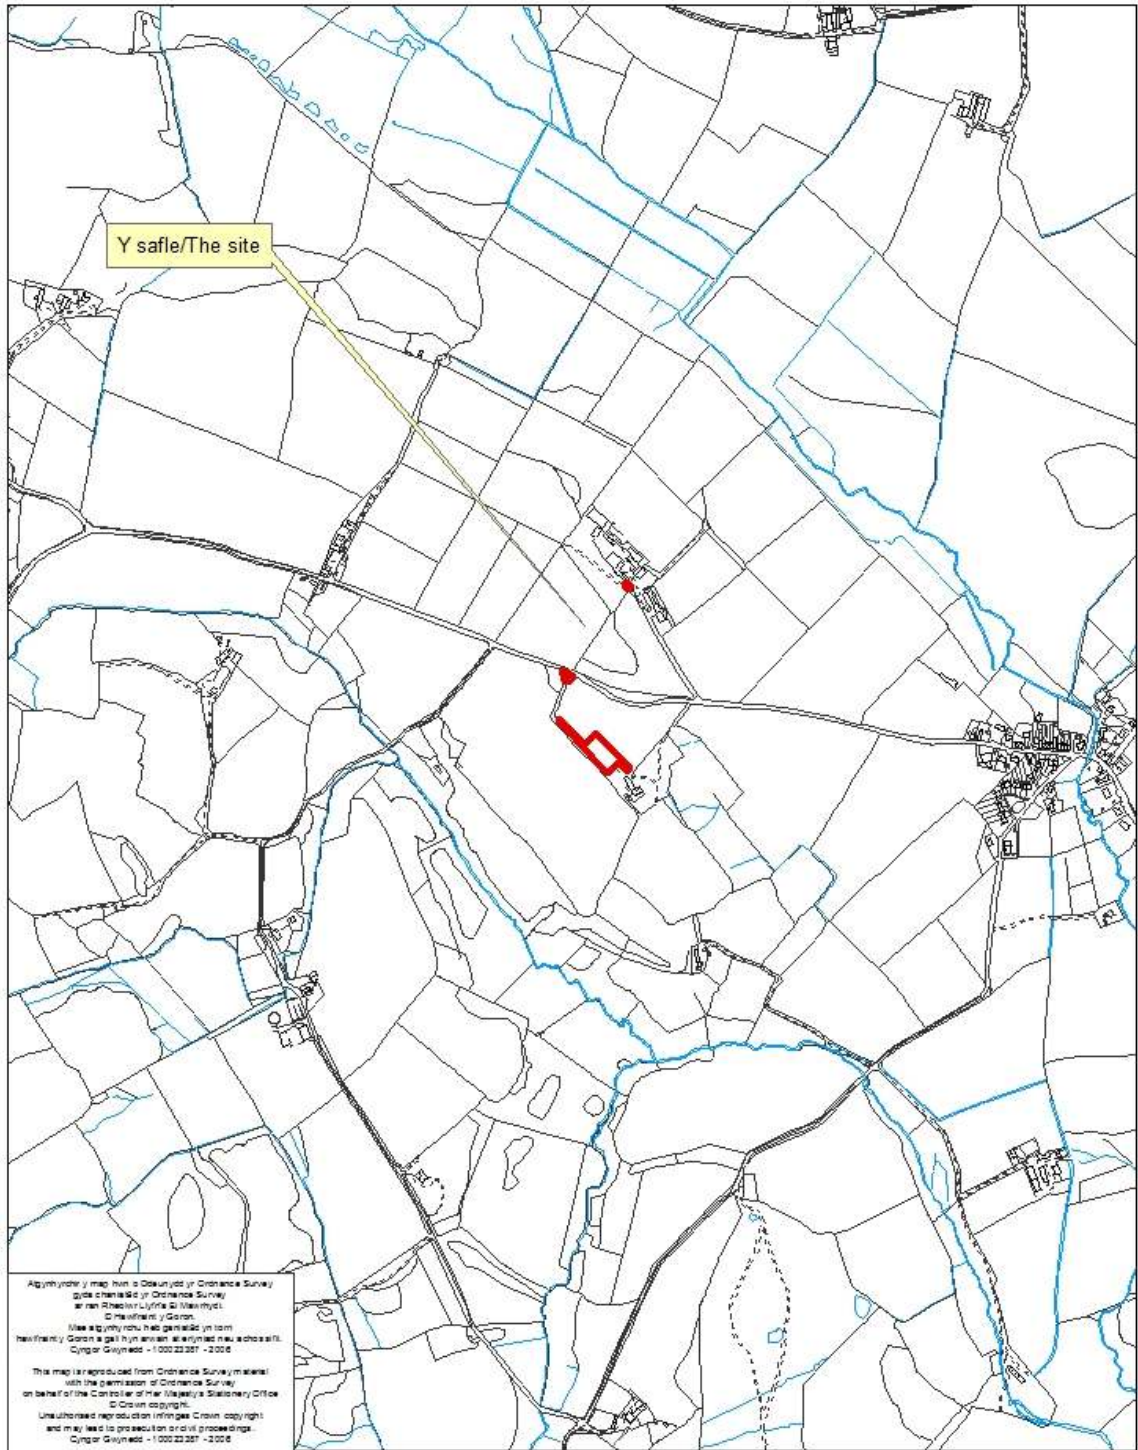 Y safle/The site
Atgynhyrchir y map hwn o Ddeunydd yr Ordnance Survey
gyda chaniatâd yr Ordnance Survey
ar ran Rheolwr Llyfrfa Ei Mawrhydi.
© Hawlfraint y Goron.
Mae atgynhyrchu heb ganiatâd yn torri
hawlfraint y Goron a gall hyn arwain at erlyniad neu achos sifil.
Cyngor Gwynedd - 100023387 - 2008
This map is reproduced from Ordnance Survey material
with the permission of Ordnance Survey
on behalf of the Controller of Her Majesty's Stationery Office
© Crown copyright.
Unauthorised reproduction infringes Crown copyright
and may lead to prosecution or civil proceedings.
Cyngor Gwynedd - 100023387 - 2008